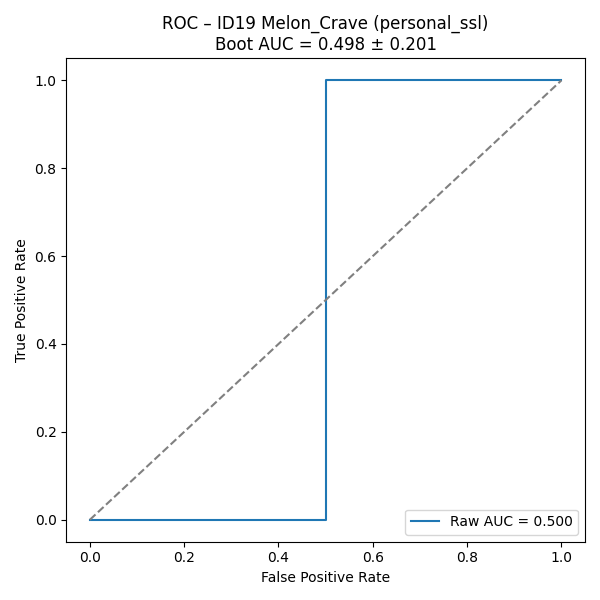 ROC – ID19 Melon_Crave (personal_ssl)
Boot AUC = 0.498 ± 0.201
True Positive Rate
1.0
0.8
0.6
0.4
0.2
0.0
Raw AUC = 0.500
0.0 0.2 0.4 0.6 0.8 1.0
False Positive Rate